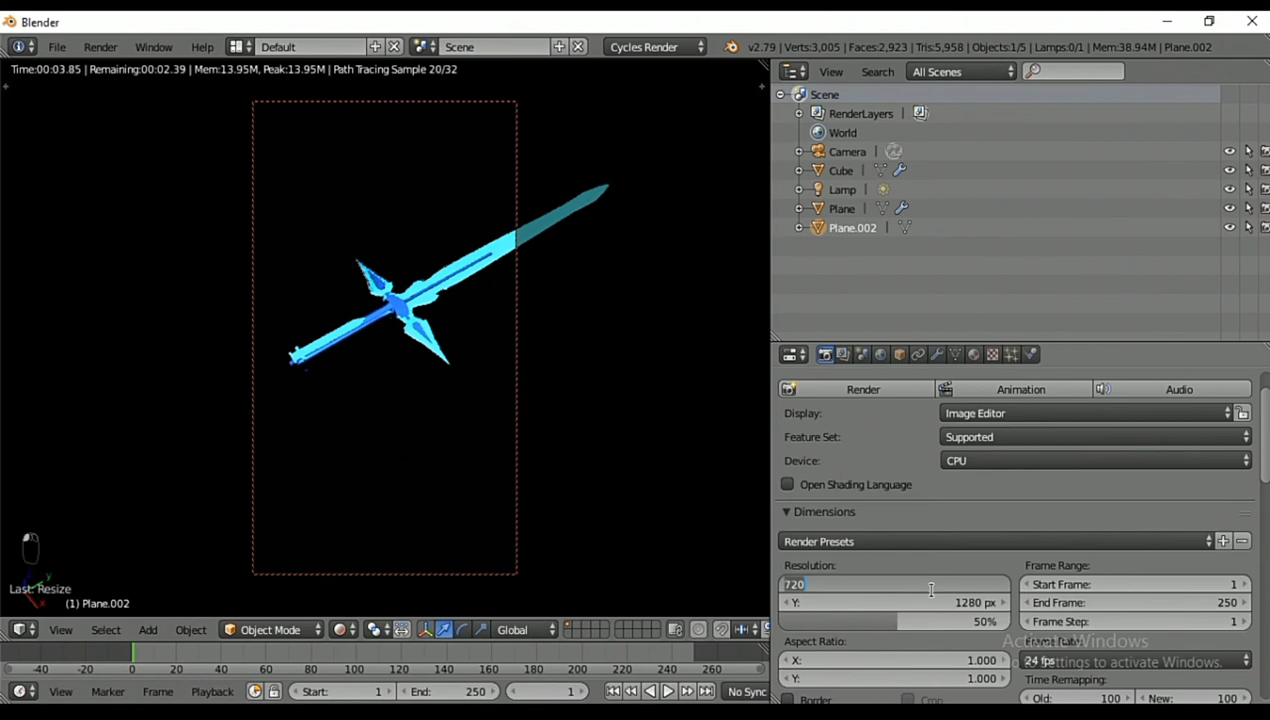 Blender
File Render Window Help Default Scene Cycles Render v2.79 | Verts:3,005 | Faces:2,923 | Tris:5,958 | Objects:1/5 | Lamps:0/1 | Mem:38.94M | Plane.002
Time:00:03.85 | Remaining:00:02.39 | Mem:13.95M, Peak:13.95M | Path Tracing Sample 20/32
View Search All Scenes
Scene
RenderLayers
World
Camera
Cube
Lamp
Plane
Plane.002
Render Animation Audio
Display: Image Editor
Feature Set: Supported
Device: CPU
Open Shading Language
Dimensions
Render Presets
Resolution: Frame Range:
720 Start Frame: 1
Y: 1280 px End Frame: 250
50% Frame Step: 1
Last: Resize
(1) Plane.002
View Select Add Object Object Mode Global
Activate Windows
Aspect Ratio: Frame Rate:
X: 1.000 24 fps
settings to activate Windows.
Y: 1.000 Time Remapping:
Border Crop Old: 100 New: 100
-40 -20 0 20 40 60 80 100 120 140 160 180 200 220 240 260
View Marker Frame Playback Start: 1 End: 250 1 No Sync